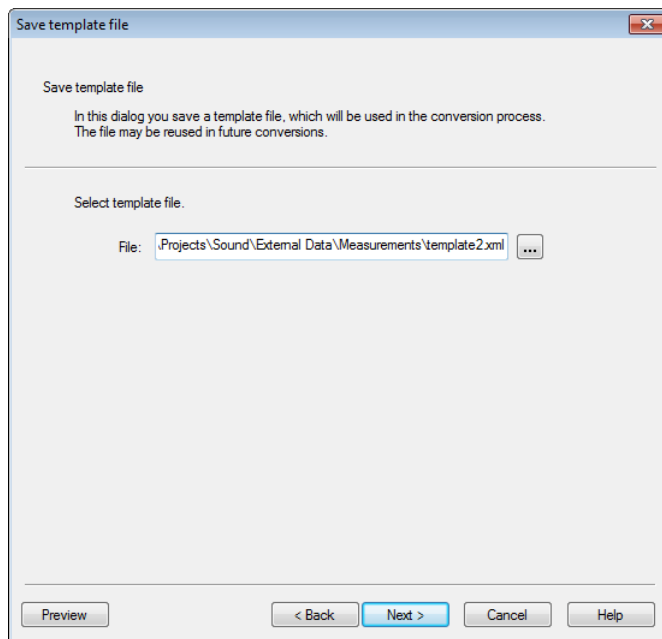 Save template file
Save template file
In this dialog you save a template file, which will be used in the conversion process.
The file may be reused in future conversions.
Select template file.
File: \Projects\Sound\External Data\Measurements\template2.xml ...
Preview < Back Next > Cancel Help